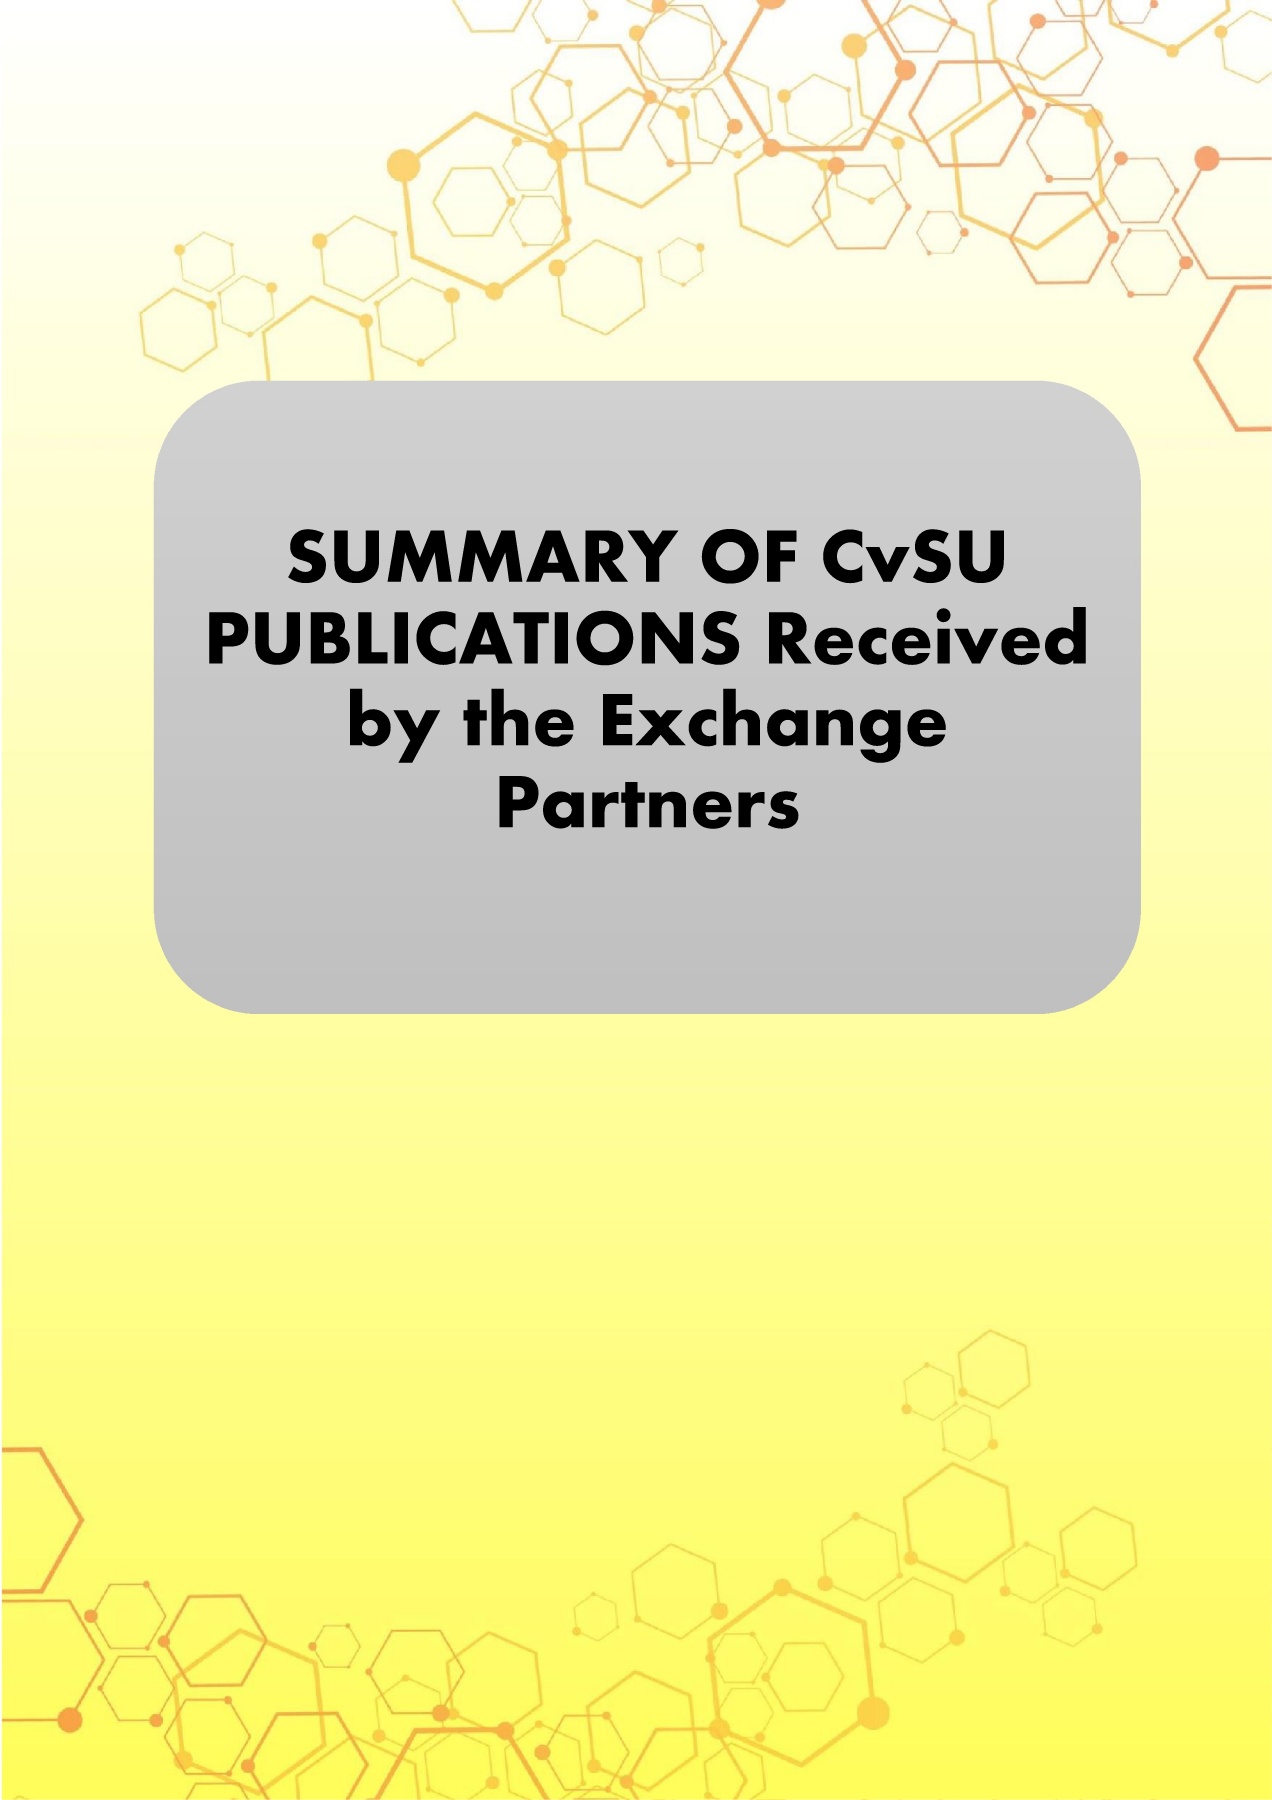 SUMMARY OF CvSU
PUBLICATIONS Received
by the Exchange
Partners